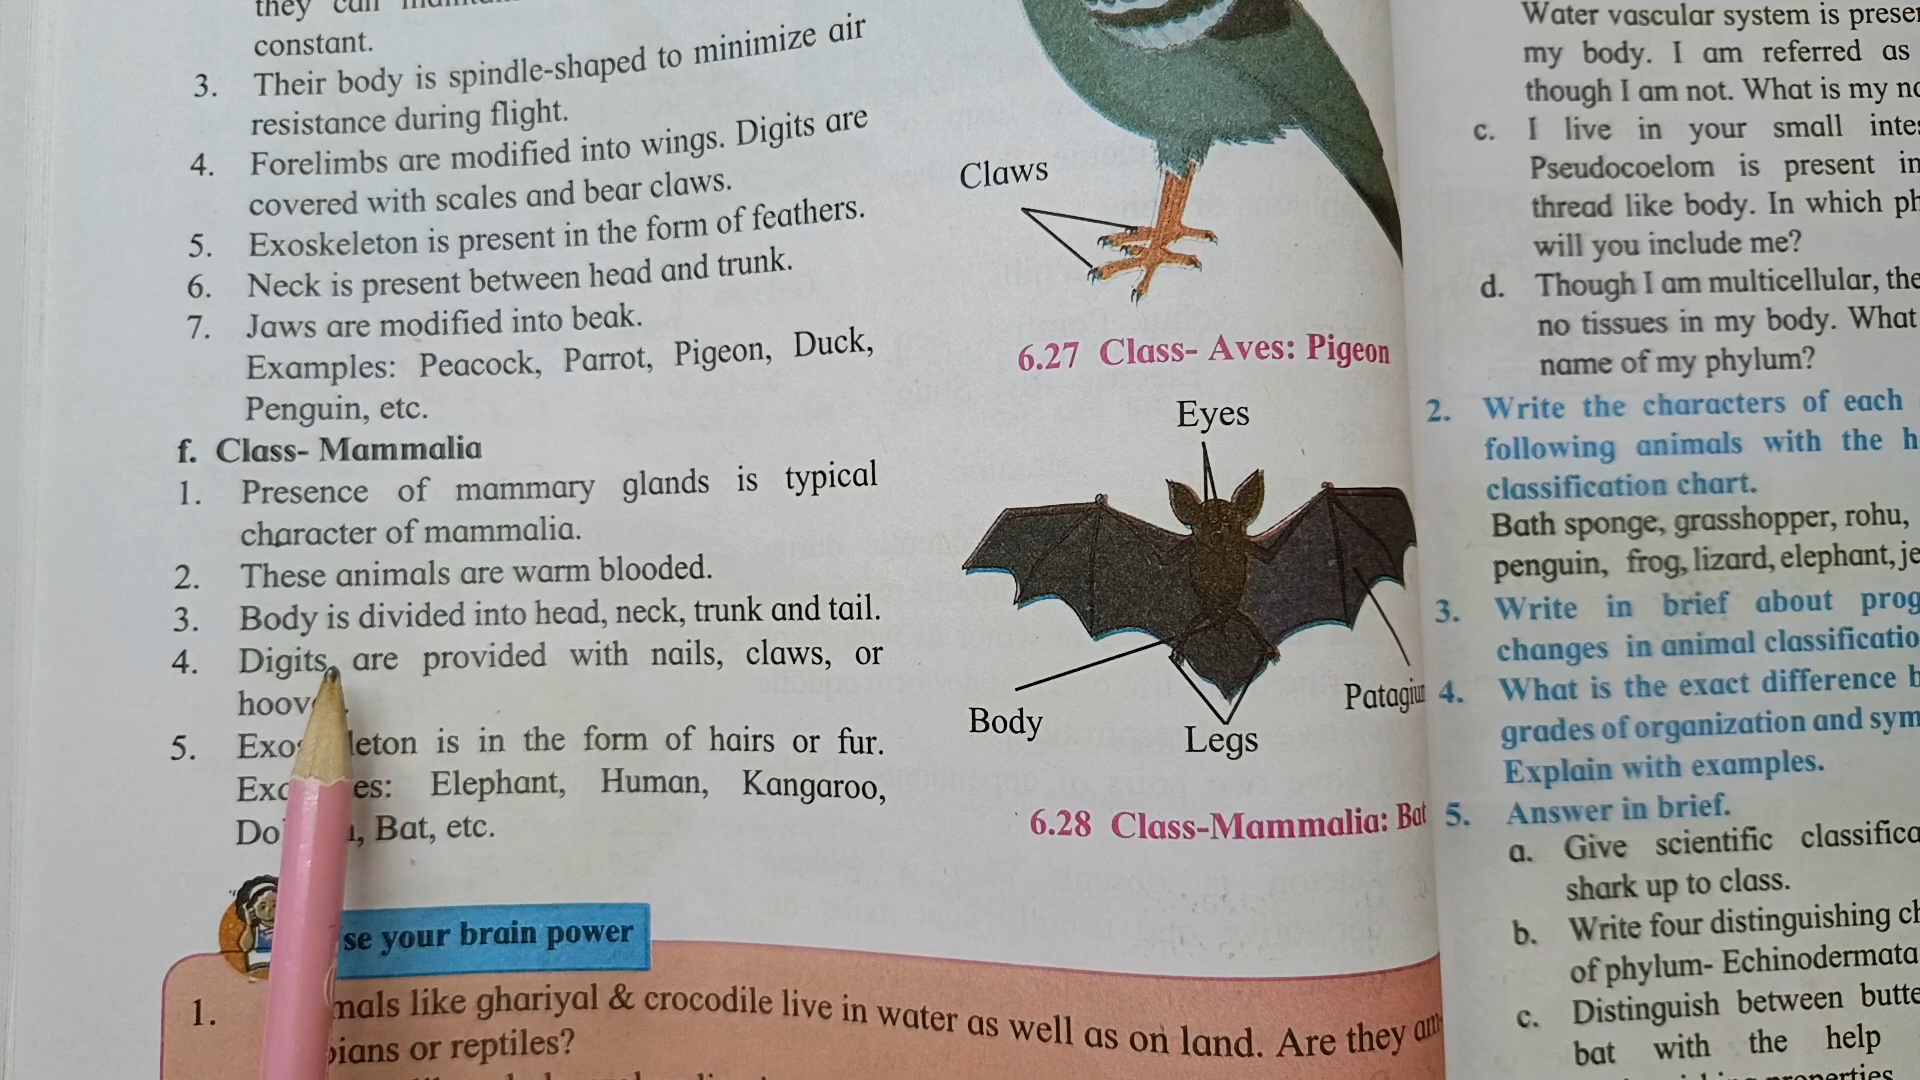 they can
constant.
3. Their body is spindle-shaped to minimize air
resistance during flight.
4. Forelimbs are modified into wings. Digits are
covered with scales and bear claws.
5. Exoskeleton is present in the form of feathers.
6. Neck is present between head and trunk.
7. Jaws are modified into beak.
Examples: Peacock, Parrot, Pigeon, Duck,
Penguin, etc.
f. Class- Mammalia
1. Presence of mammary glands is typical
character of mammalia.
2. These animals are warm blooded.
3. Body is divided into head, neck, trunk and tail.
4. Digits are provided with nails, claws, or
5. leton is in the form of hairs or fur.
es: Elephant, Human, Kangaroo,
Bat, etc.
se your brain power
1. mals like gharial & crocodile live in water as well as on land. Are they
bians or reptiles?
Claws
6.27 Class- Aves: Pigeon
Eyes
Body
Legs
Patagiu
6.28 Class-Mammalia: Bat
Water vascular system is
my body. I am referred as
though I am not. What is my
c. I live in your small
Pseudocoelom is present in
thread like body. In which
will you include me?
d. Though I am multicellular,
no tissues in my body. What
name of my phylum?
2. Write the characters of each
following animals with the
classification chart.
Bath sponge, grasshopper, rohu,
penguin, frog, lizard, elephant,
3. Write in brief about
changes in animal
4. What is the exact difference
grades of organization and
Explain with examples.
5. Answer in brief.
a. Give scientific
shark up to class.
b. Write four distinguishing
of phylum- Echinodermata
c. Distinguish between
bat with the help